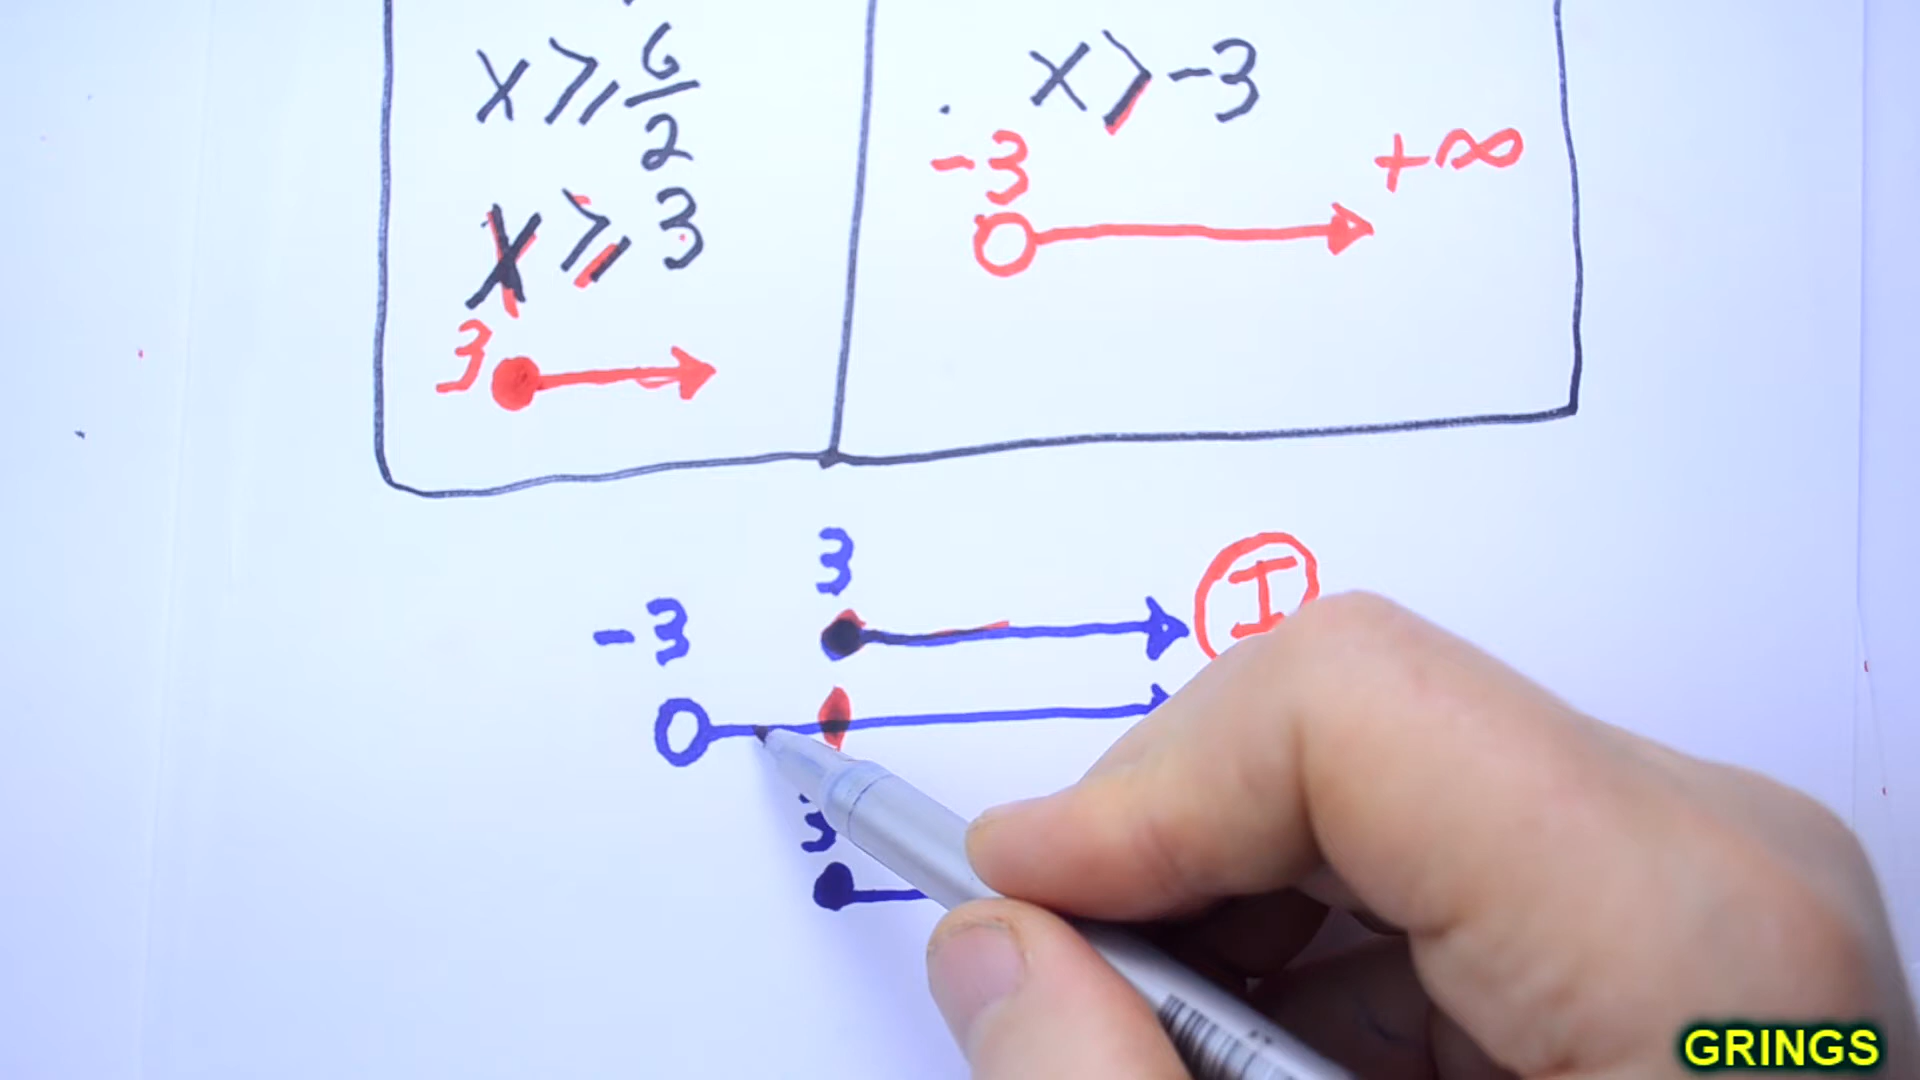 x ≥ 6/2
x > -3
-3
+∞
x ≥ 3
3
3
I
-3
3
GRINGS